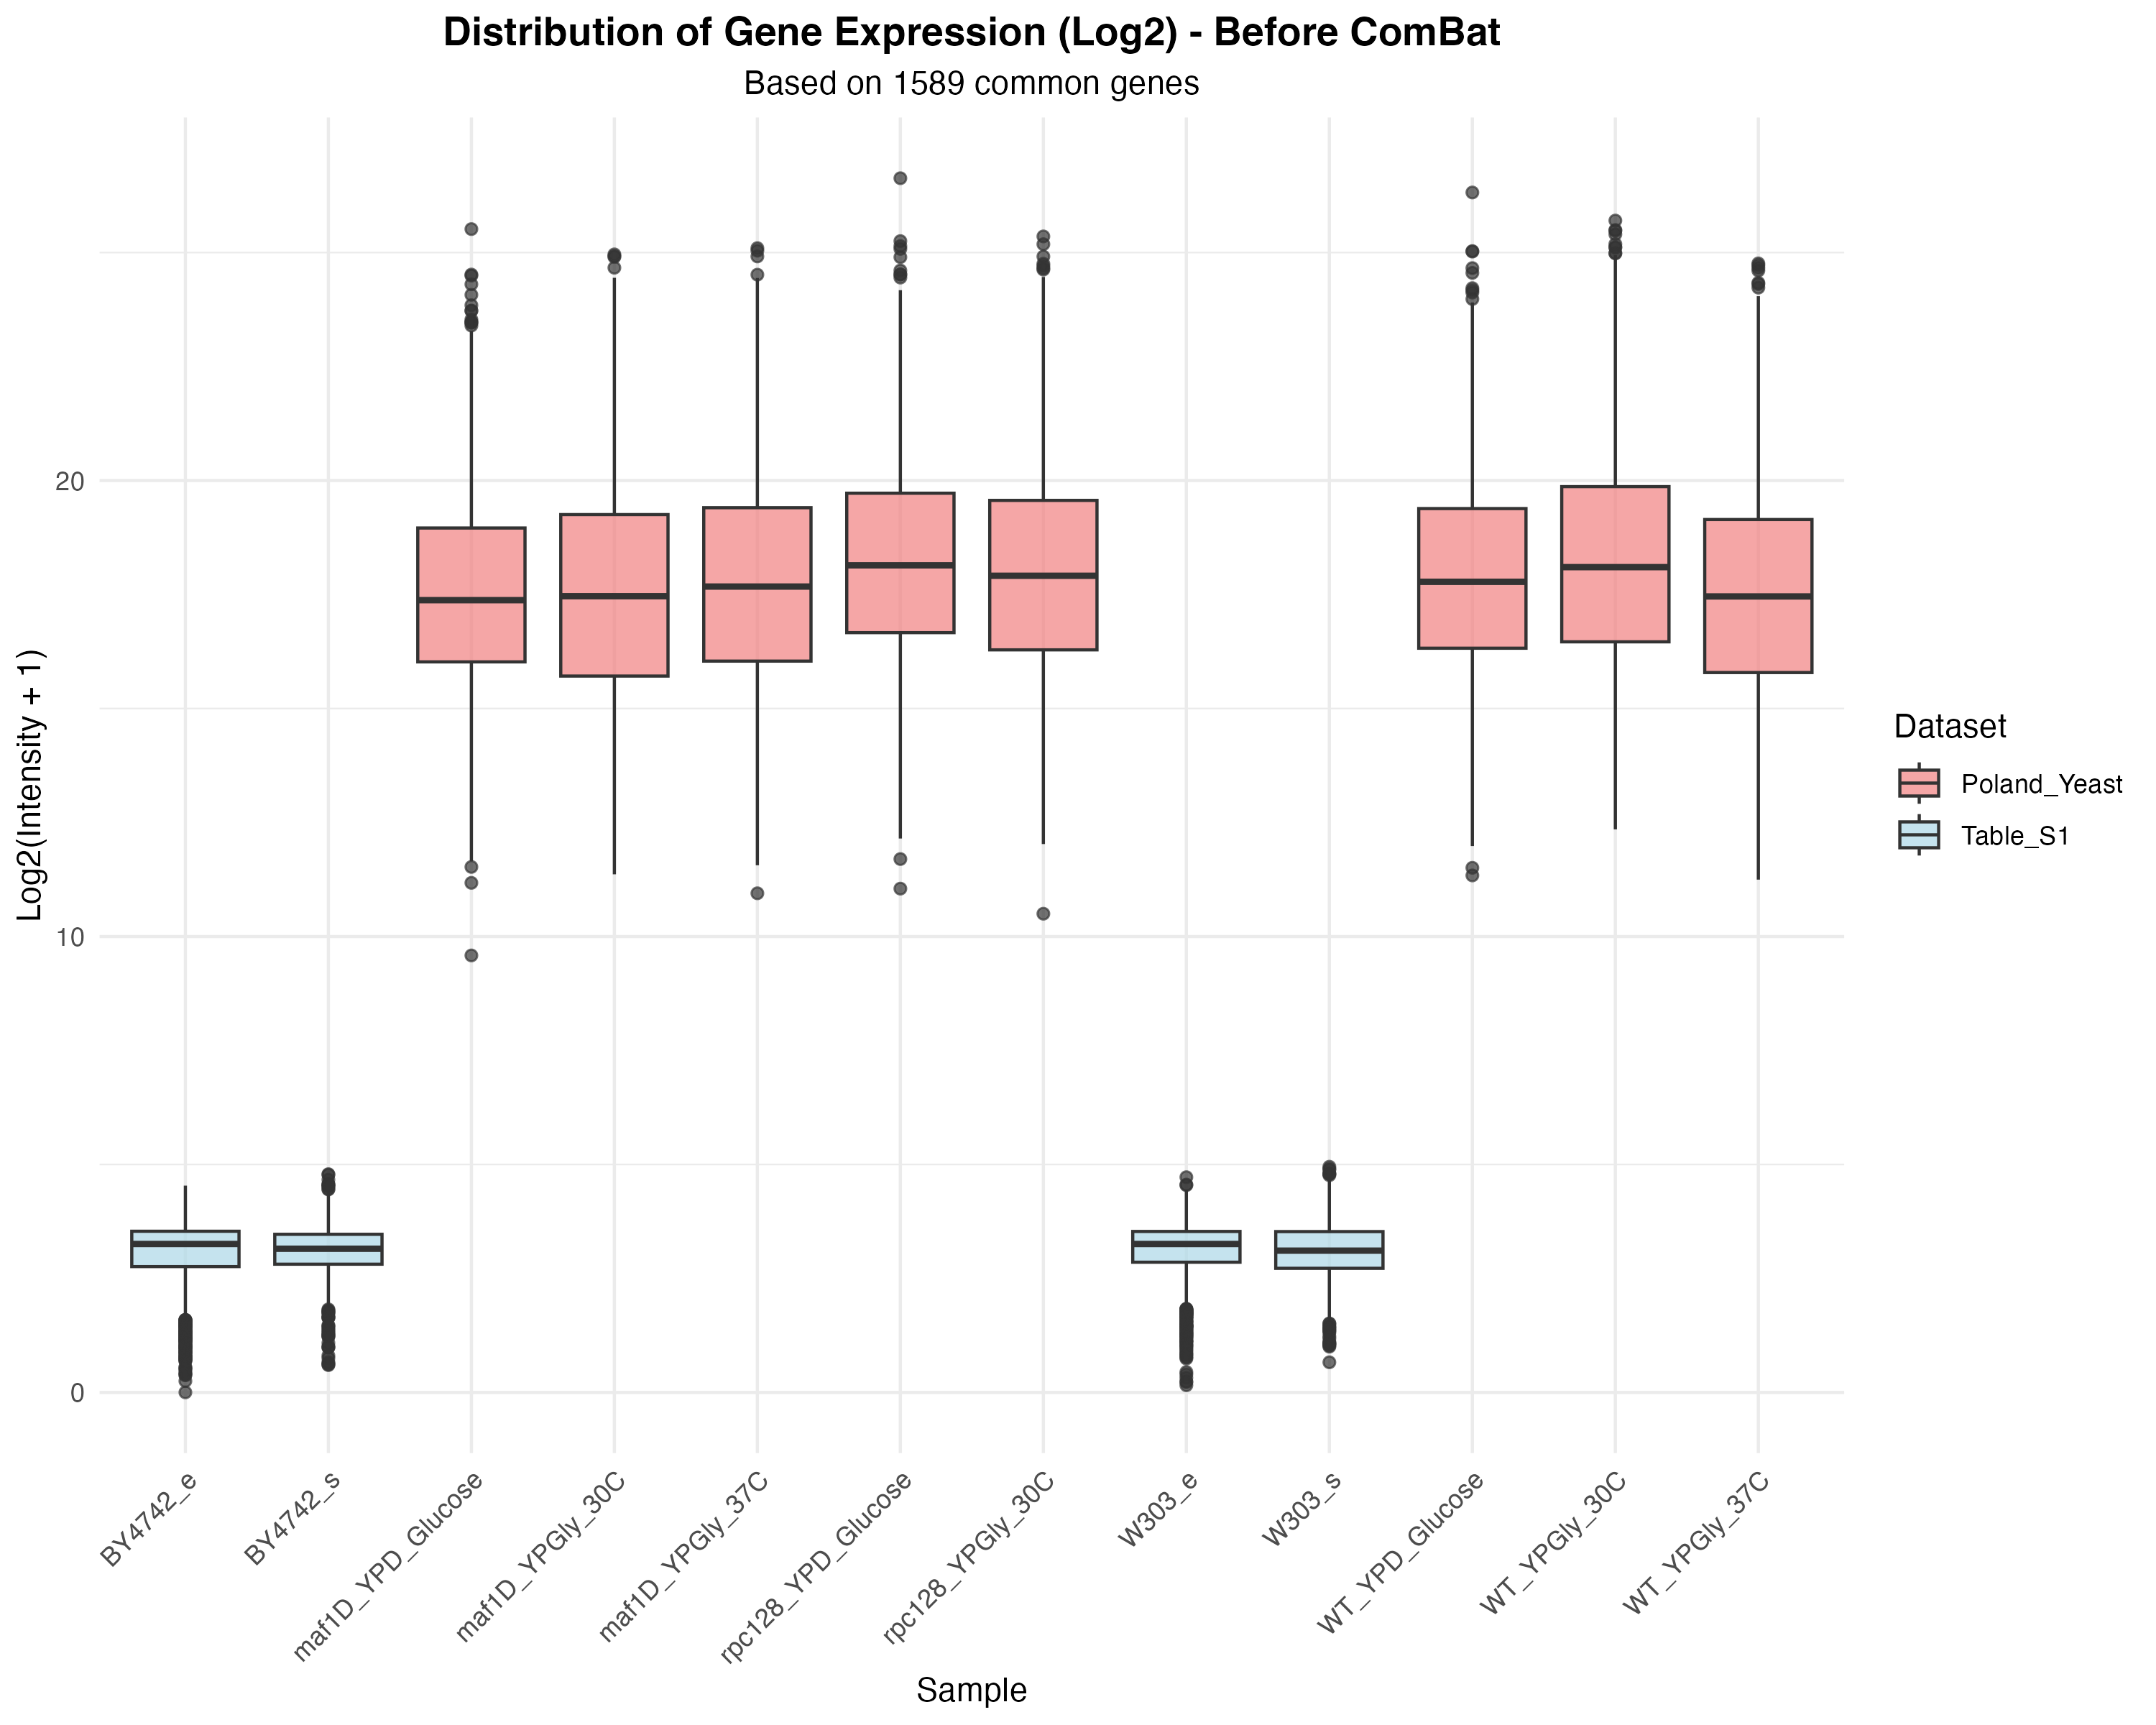 Distribution of Gene Expression (Log2) - Before ComBat
Based on 1589 common genes
Log2(Intensity + 1)
20
10
0
BY4742_e
BY4742_s
maf1D_YPD_Glucose
maf1D_YPGly_30C
maf1D_YPGly_37C
rpc128_YPD_Glucose
rpc128_YPGly_30C
W303_e
W303_s
WT_YPD_Glucose
WT_YPGly_30C
WT_YPGly_37C
Sample
Dataset
Poland_Yeast
Table_S1